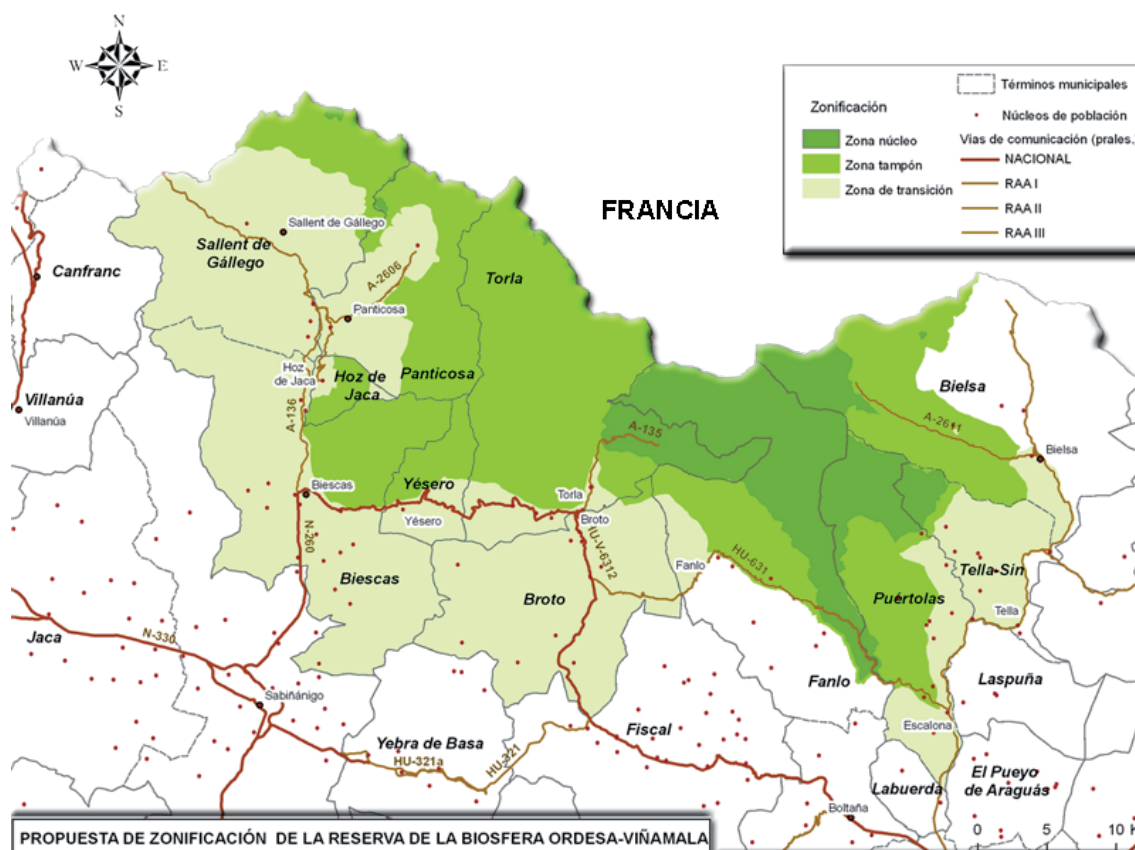 N
W E
S
Zonificación
Zona núcleo
Zona tampón
Zona de transición
Términos municipales
Núcleos de población
Vías de comunicación (prales.)
NACIONAL
RAA I
RAA II
RAA III
FRANCIA
Sallent de Gállego
Sallent de
Gállego
Canfranc
A-2606
Torla
Panticosa
Hoz
de Jaca
Hoz de
Jaca
Panticosa
Villanúa
Villanúa
A-136
Bielsa
A-2611
Bielsa
A-135
Biescas
Yésero
Torla
Yésero
Broto
N-260
HU-V-6312
Fanlo
HU-631
Biescas
Broto
Tella-Sin
Puértolas
Tella
Jaca
N-330
Sabiñánigo
Fanlo
Laspuña
Escalona
Fiscal
Yebra de Basa
HU-321a
HU-321
Labuerda
El Pueyo
de Araguás
Boltaña
0 5 10 K
PROPUESTA DE ZONIFICACIÓN DE LA RESERVA DE LA BIOSFERA ORDESA-VIÑAMALA